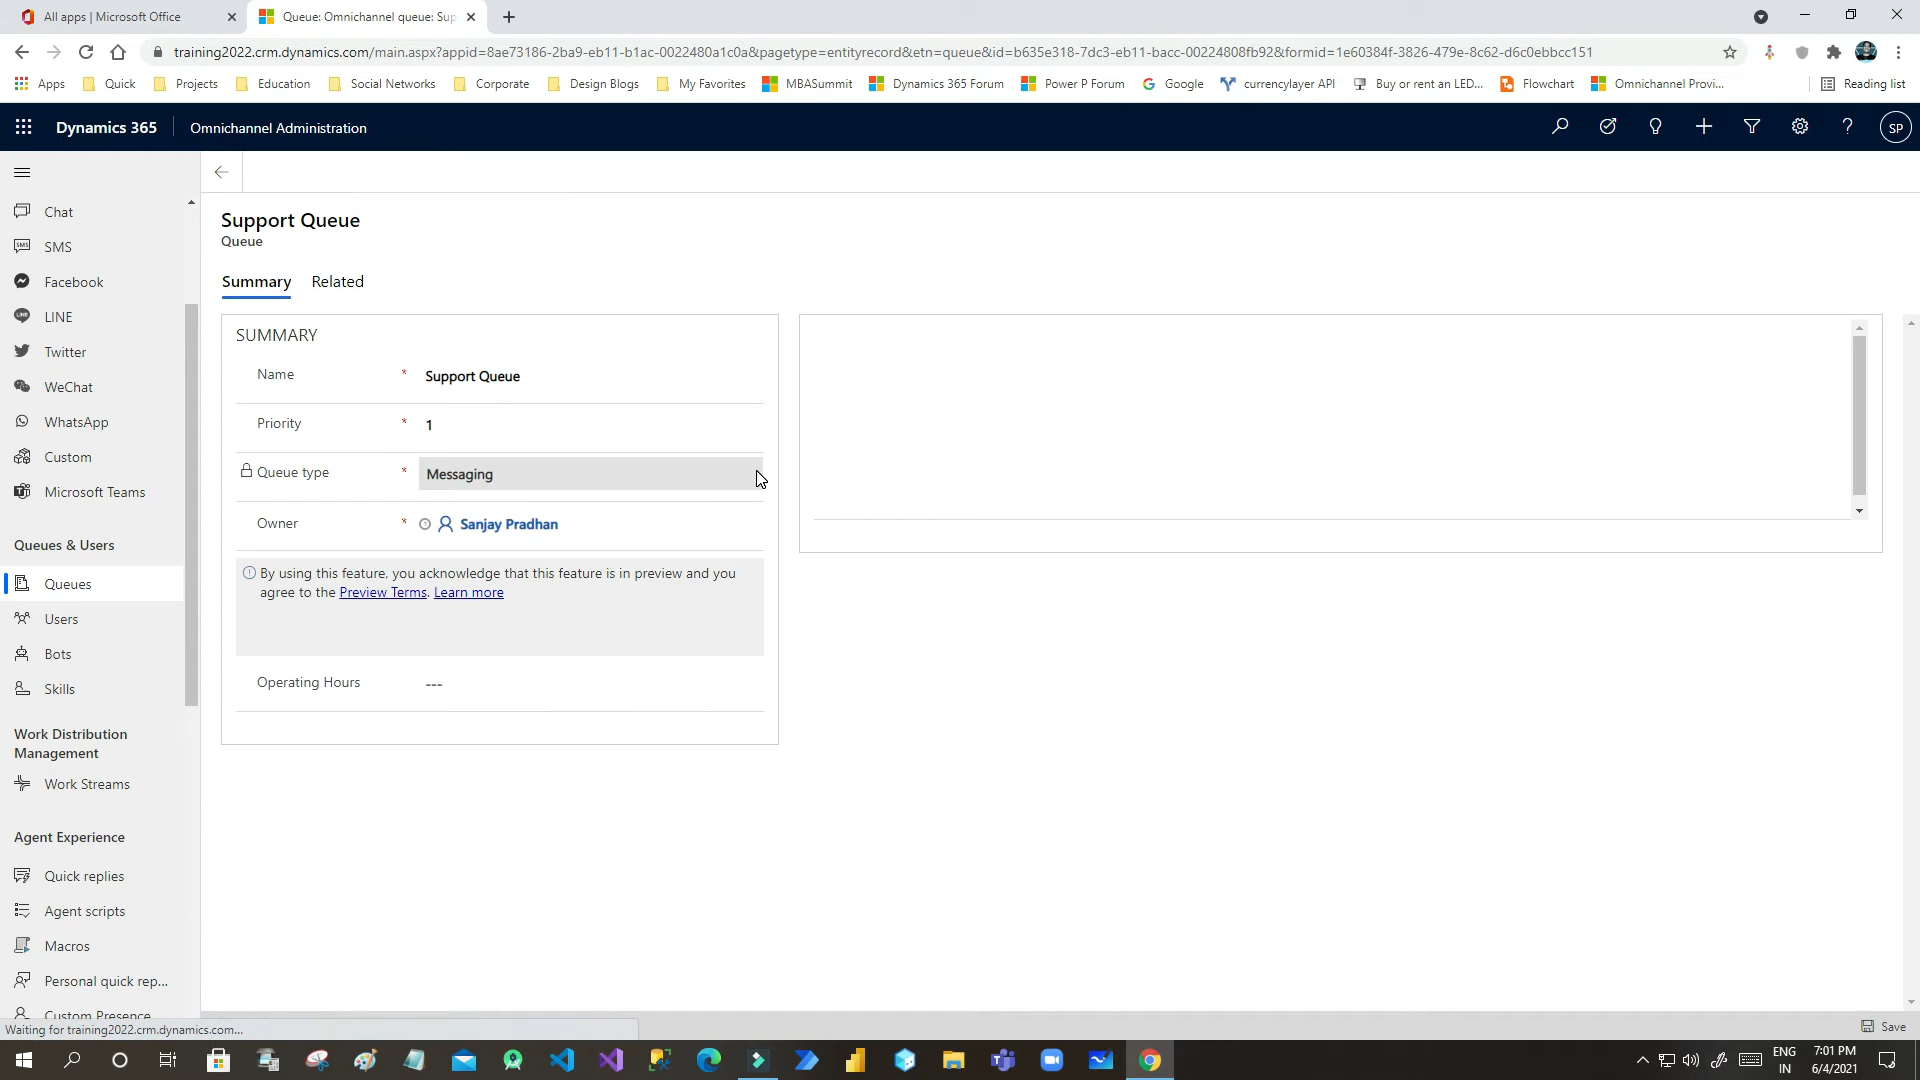 All apps | Microsoft Office
Queue: Omnichannel queue: Sup
training2022.crm.dynamics.com/main.aspx?appid=8ae73186-2ba9-eb11-b1ac-0022480a1c0a&pagetype=entityrecord&etn=queue&id=b635e318-7dc3-eb11-bacc-00224808fb92&formid=1e60384f-3826-479e-8c62-d6c0ebbcc151
Apps
Quick
Projects
Education
Social Networks
Corporate
Design Blogs
My Favorites
MBASummit
Dynamics 365 Forum
Power P Forum
Google
currencylayer API
Buy or rent an LED...
Flowchart
Omnichannel Provi...
Reading list
Dynamics 365
Omnichannel Administration
SP
Chat
SMS
Facebook
LINE
Twitter
WeChat
WhatsApp
Custom
Microsoft Teams
Queues & Users
Queues
Users
Bots
Skills
Work Distribution
Management
Work Streams
Agent Experience
Quick replies
Agent scripts
Macros
Personal quick rep...
Custom Presence
Support Queue
Queue
Summary
Related
SUMMARY
Name * Support Queue
Priority * 1
Queue type * Messaging
Owner * Sanjay Pradhan
By using this feature, you acknowledge that this feature is in preview and you
agree to the Preview Terms. Learn more
Operating Hours ---
Waiting for training2022.crm.dynamics.com...
Save
ENG
IN
7:01 PM
6/4/2021